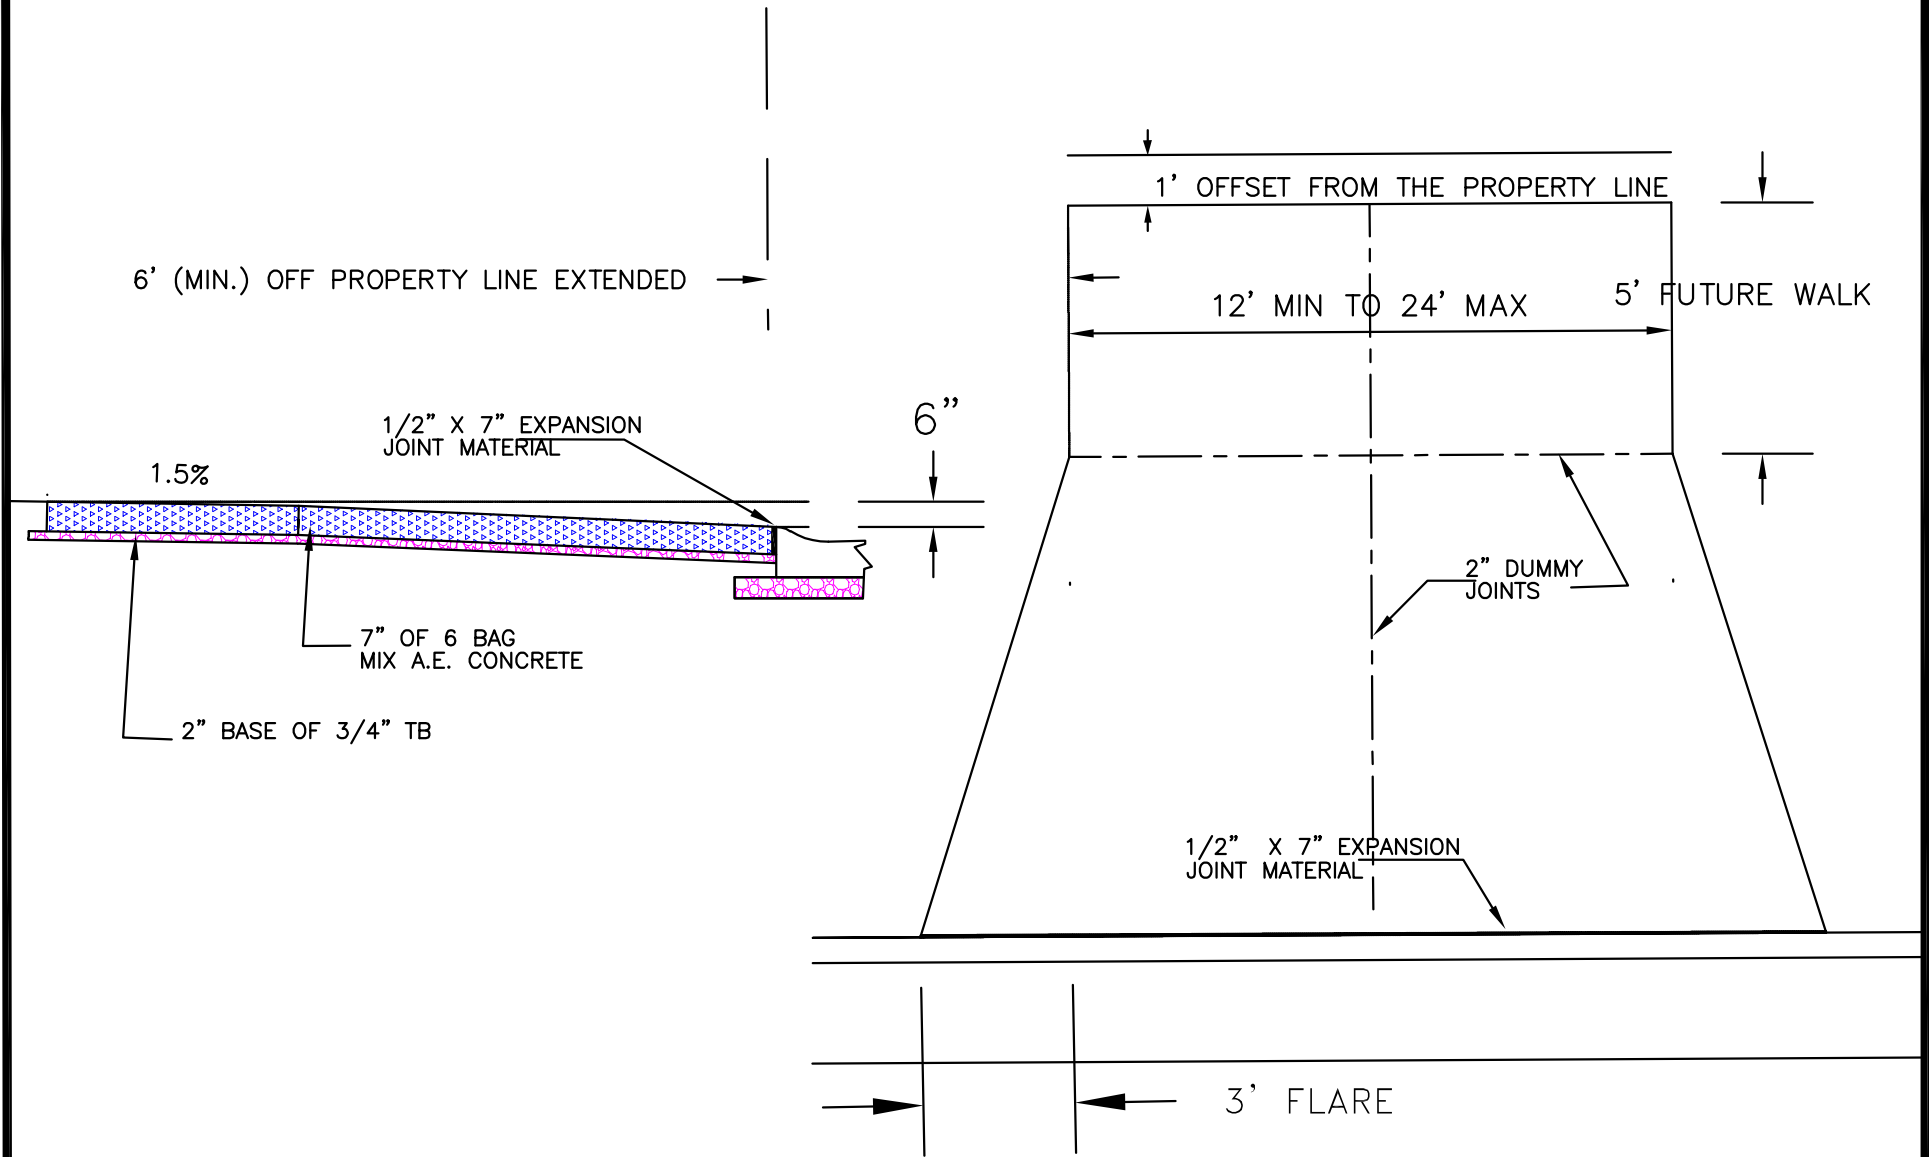 1' OFFSET FROM THE PROPERTY LINE
6' (MIN.) OFF PROPERTY LINE EXTENDED
12' MIN TO 24' MAX
5' FUTURE WALK
6"
1/2" X 7" EXPANSION
JOINT MATERIAL
1.5%
2" DUMMY
JOINTS
7" OF 6 BAG
MIX A.E. CONCRETE
2" BASE OF 3/4" TB
1/2" X 7" EXPANSION
JOINT MATERIAL
3' FLARE